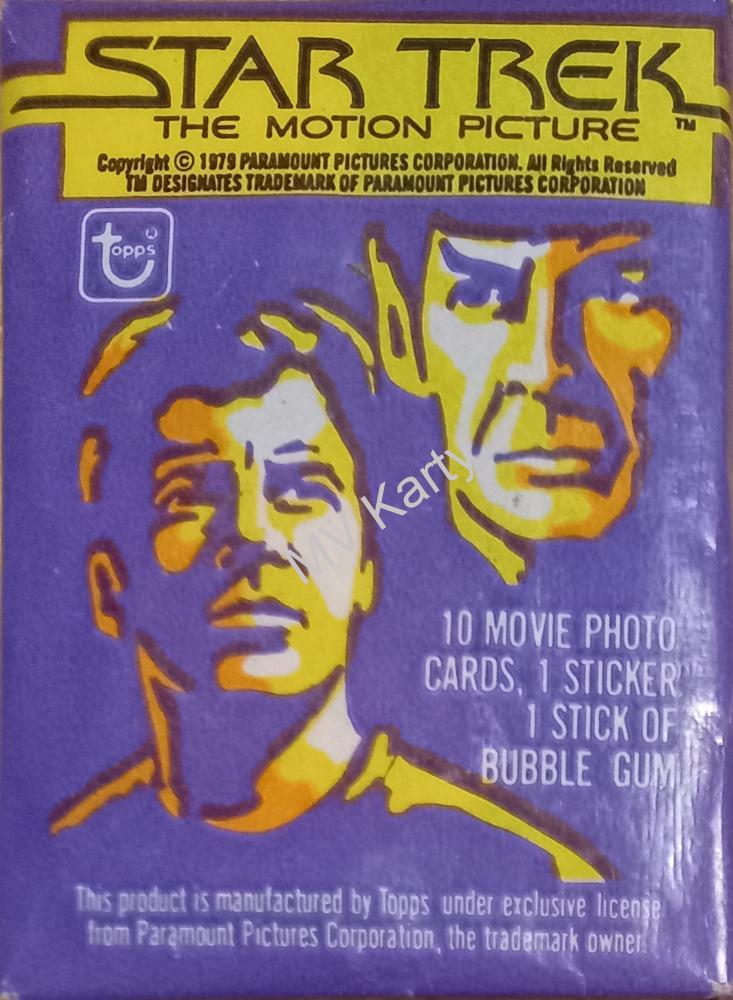 STAR TREK
THE MOTION PICTURE ™
Copyright © 1979 PARAMOUNT PICTURES CORPORATION. All Rights Reserved
TM DESIGNATES TRADEMARK OF PARAMOUNT PICTURES CORPORATION
topps®
MV Karty
10 MOVIE PHOTO
CARDS, 1 STICKER
1 STICK OF
BUBBLE GUM
This product is manufactured by Topps under exclusive license
from Paramount Pictures Corporation, the trademark owner.